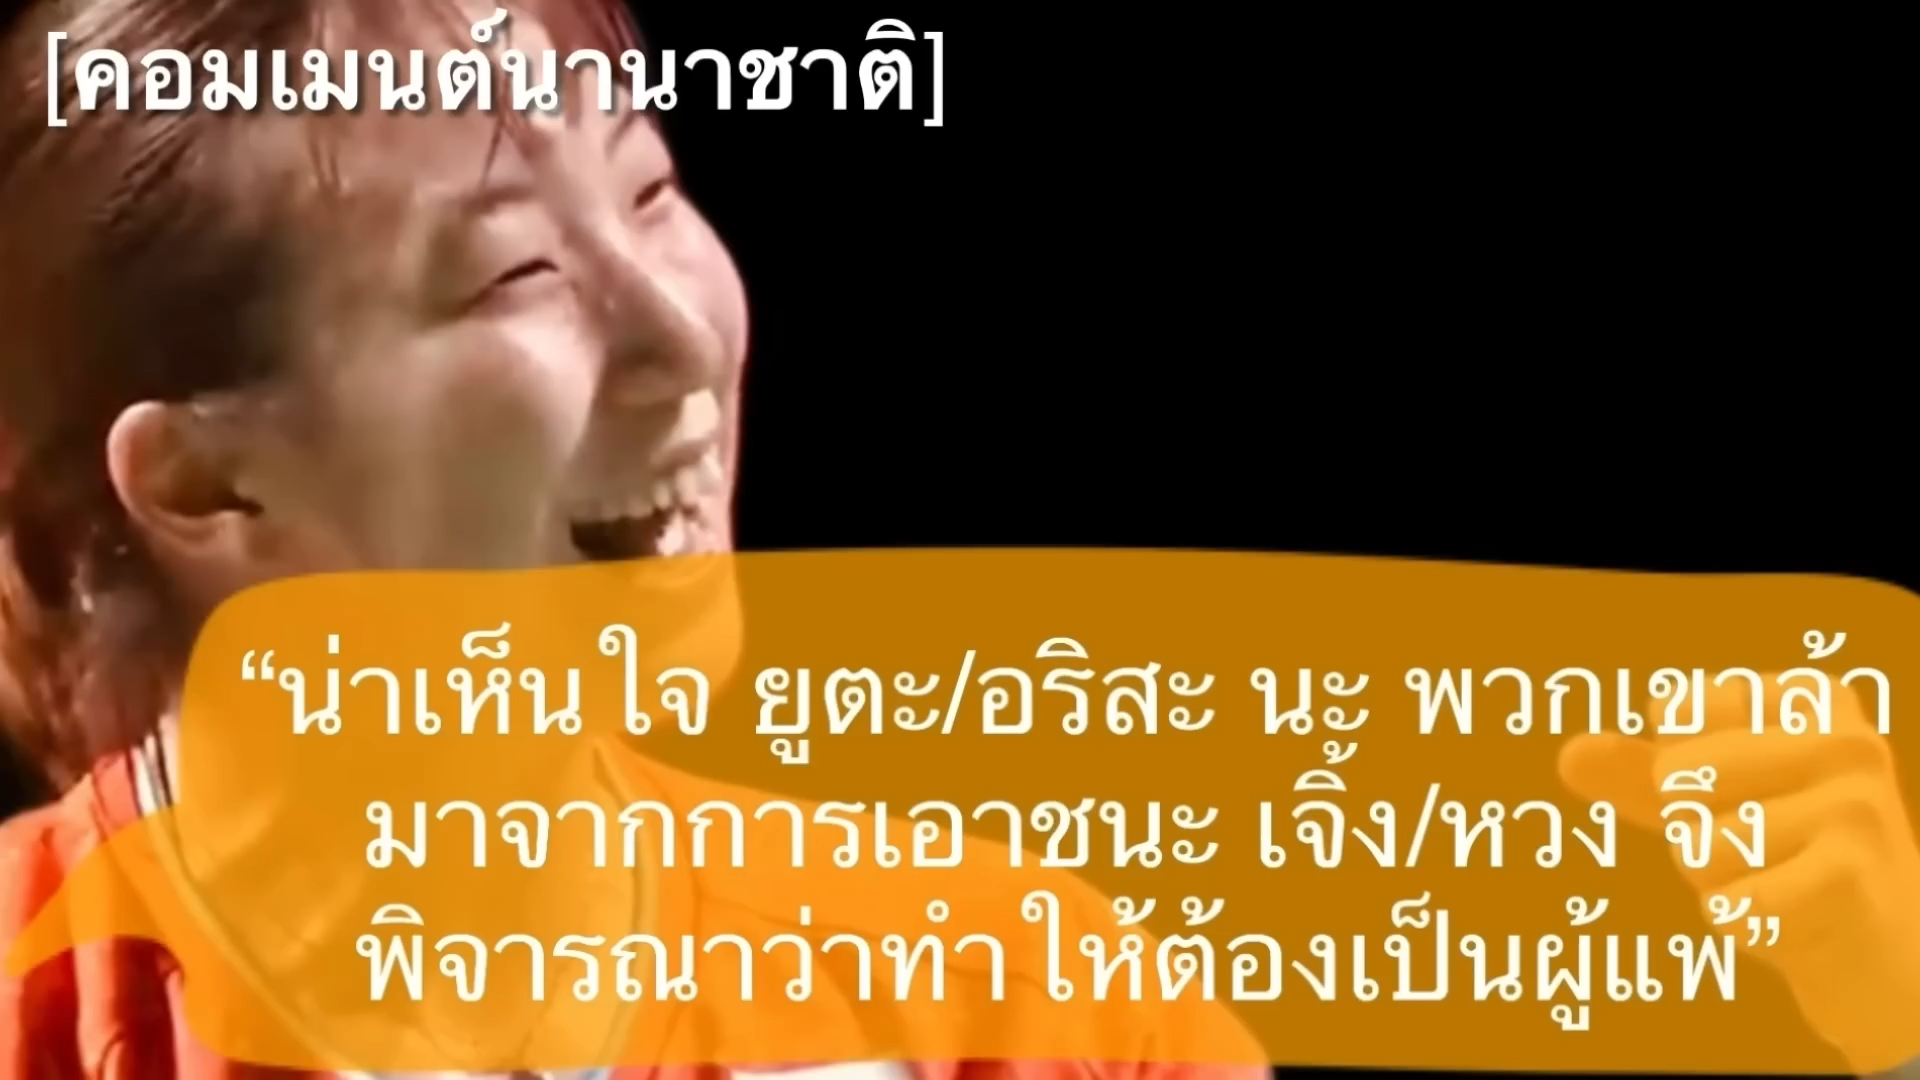 [คอมเมนต์นานาชาติ]
“น่าเห็นใจ ยูตะ/อริสะ นะ พวกเขาล้า
มาจากการเอาชนะ เจิ้ง/หวง จึง
พิจารณาว่าทำให้ต้องเป็นผู้แพ้”